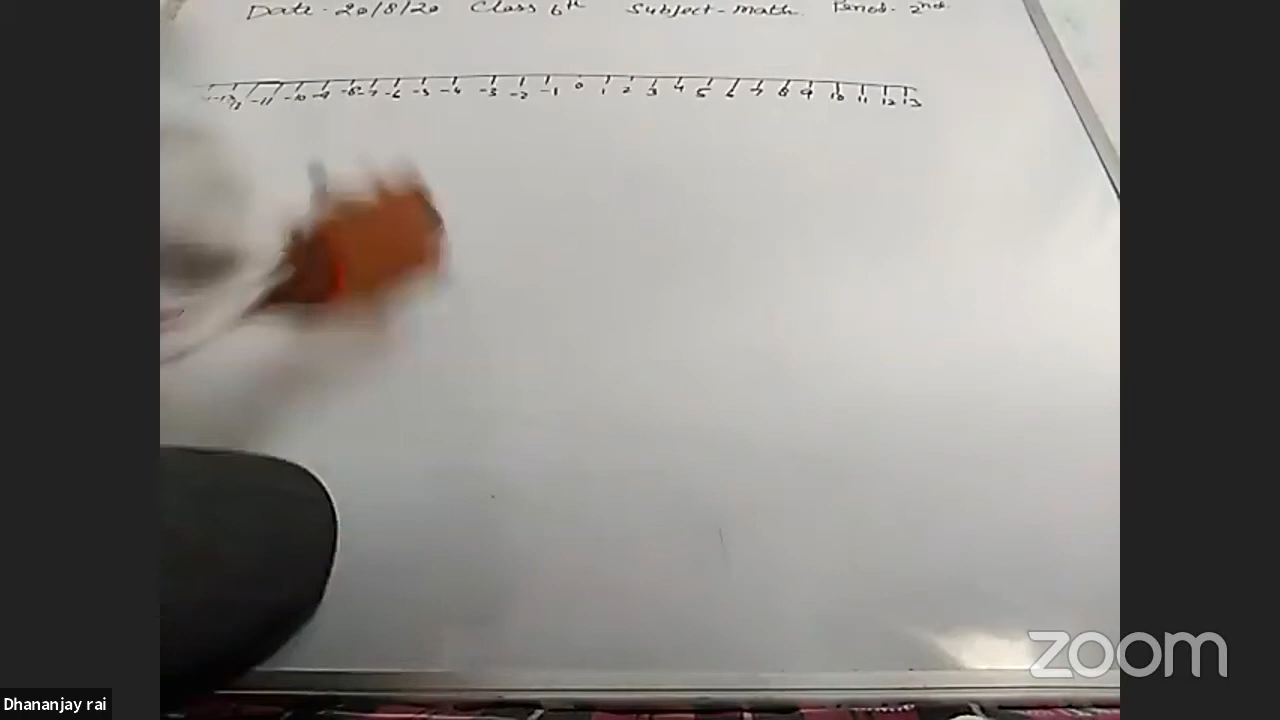 Date - 20/8/20 Class 6th Subject - math Period - 2nd
-13 -12 -11 -10 -9 -8 -7 -6 -5 -4 -3 -2 -1 0 1 2 3 4 5 6 7 8 9 10 11 12 13
zoom
Dhananjay rai